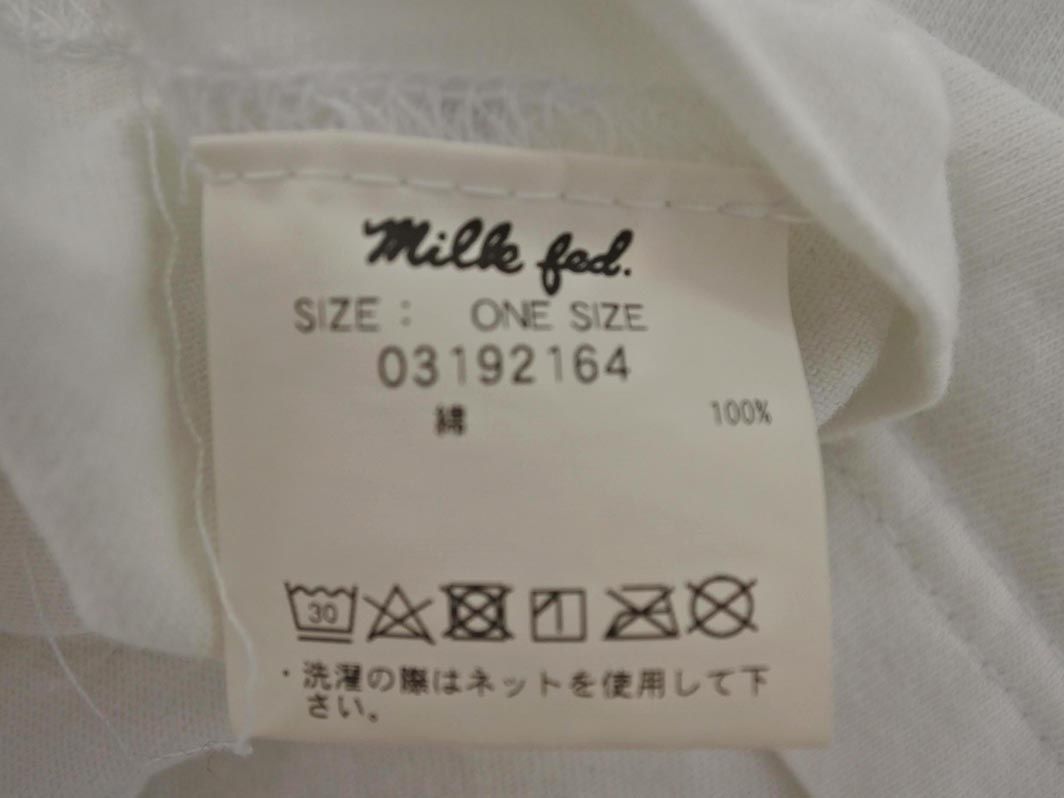 Milk fed.
SIZE : ONE SIZE
03192164
綿 100%
30
・洗濯の際はネットを使用して下
さい。